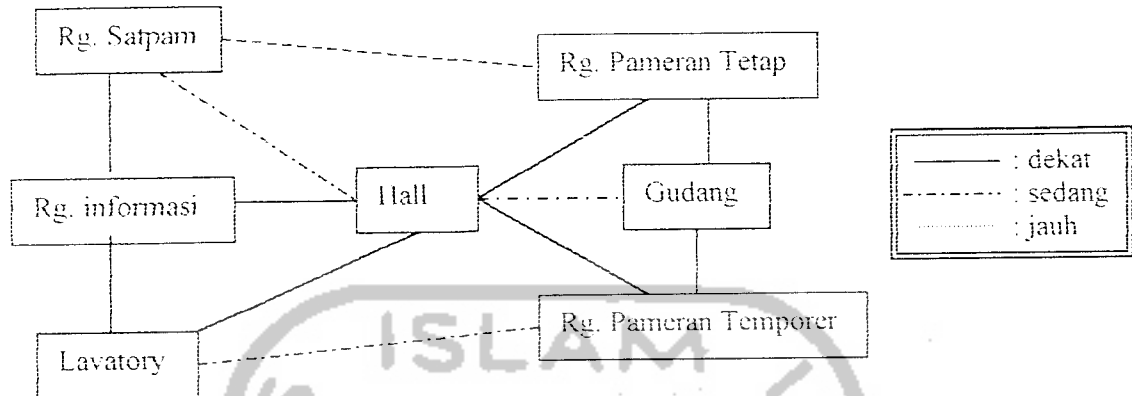 Rg. Satpam
Rg. Pameran Tetap
: dekat
Rg. informasi
Hall
Gudang
: sedang
: jauh
Rg. Pameran Temporer
Lavatory
ISLAM